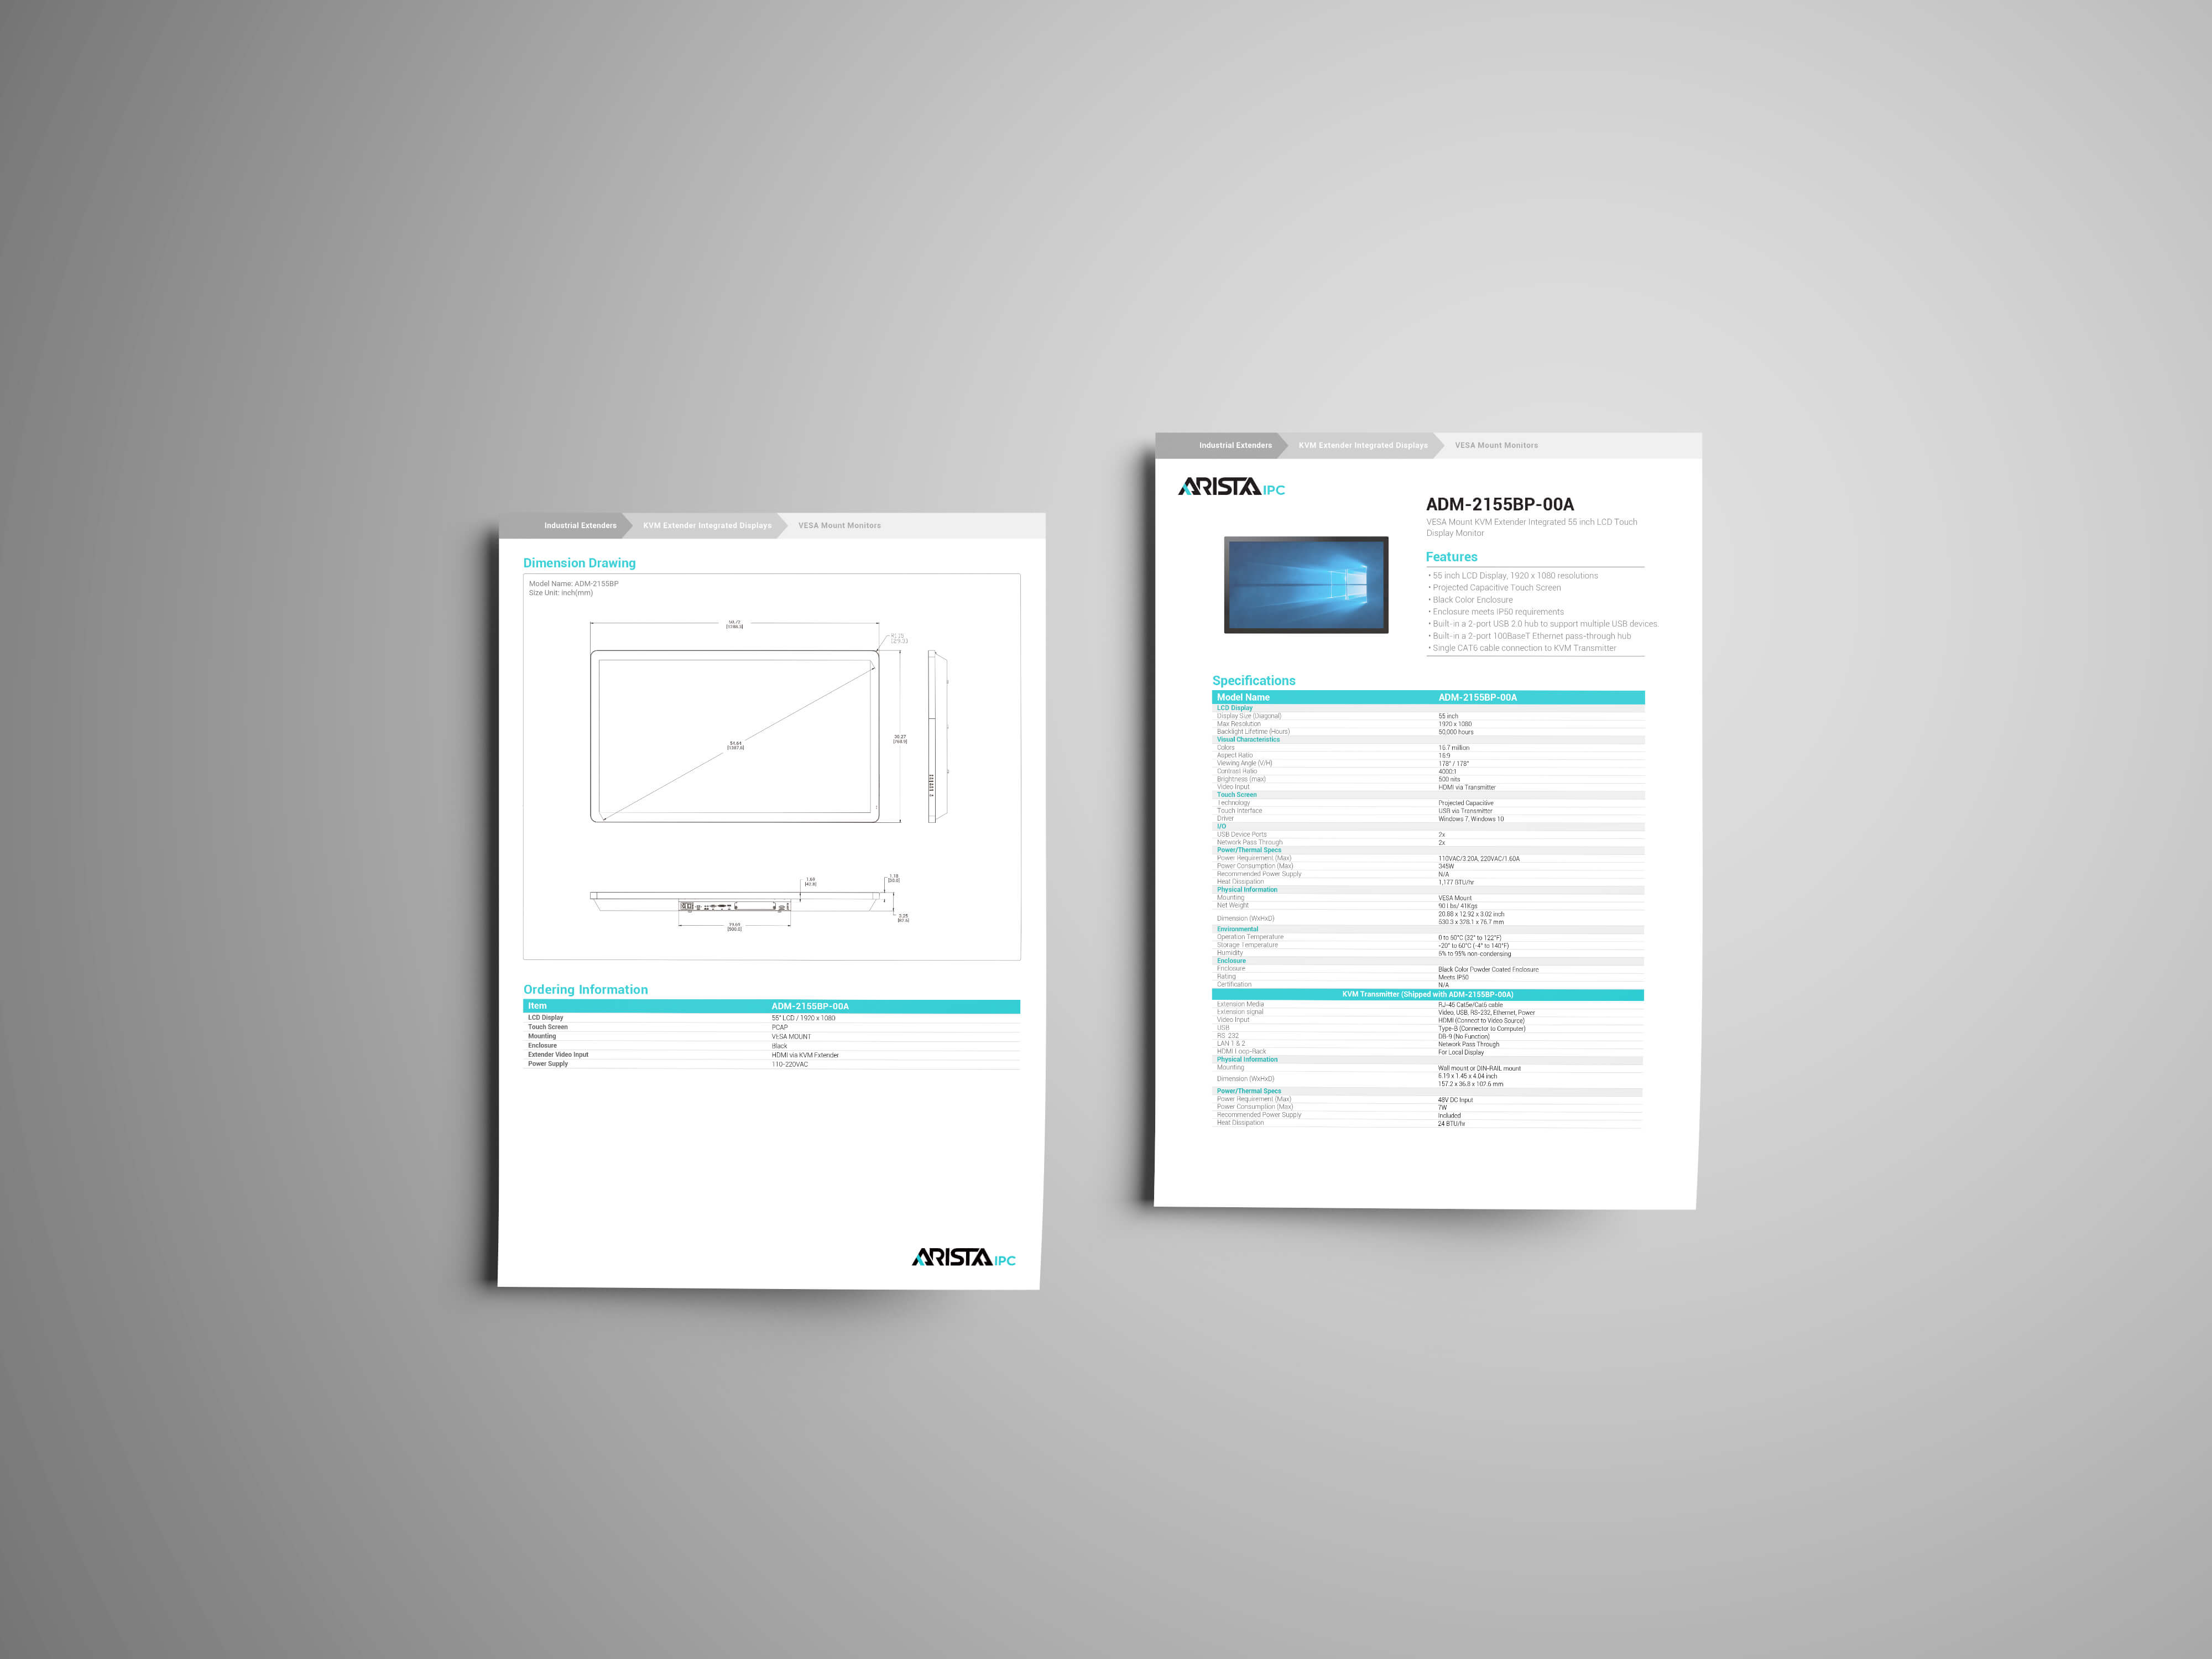 Industrial Extenders KVM Extender Integrated Displays VESA Mount Monitors
Dimension Drawing
Model Name: ADM-2155BP
Size Unit: inch(mm)
Ordering Information
Item ADM-2155BP-00A
LCD Display 55" LCD / 1920 x 1080
Touch Screen PCAP
Mounting VESA MOUNT
Enclosure Black
Extender Video Input HDMI via KVM Extender
Power Supply 110-220VAC
ARISTA IPC
Industrial Extenders KVM Extender Integrated Displays VESA Mount Monitors
ARISTA IPC
ADM-2155BP-00A
VESA Mount KVM Extender Integrated 55 inch LCD Touch
Display Monitor
Features
• 55 inch LCD Display, 1920 x 1080 resolutions
• Projected Capacitive Touch Screen
• Black Color Enclosure
• Enclosure meets IP50 requirements
• Built-in a 2-port USB 2.0 hub to support multiple USB devices.
• Built-in a 2-port 100BaseT Ethernet pass-through hub
• Single CAT6 cable connection to KVM Transmitter
Specifications
Model Name ADM-2155BP-00A
LCD Display
Display Size (Diagonal) 55 inch
Max Resolution 1920 x 1080
Backlight Lifetime (Hours) 50,000 hours
Visual Characteristics
Colors 16.7 million
Aspect Ratio 16:9
Viewing Angle (V/H) 178° / 178°
Contrast Ratio 4000:1
Brightness (max) 500 nits
Video Input HDMI via Transmitter
Touch Screen
Technology Projected Capacitive
Touch Interface USB via Transmitter
Driver Windows 7, Windows 10
I/O
USB Device Ports 2x
Network Pass Through 2x
Power/Thermal Specs
Power Requirement (Max) 110VAC/3.20A, 220VAC/1.60A
Power Consumption (Max) 345W
Recommended Power Supply N/A
Heat Dissipation 1,177 BTU/hr
Physical Information
Mounting VESA Mount
Net Weight 90 Lbs/ 41Kgs
Dimension (WxHxD) 20.88 x 12.92 x 3.02 inch
530.3 x 328.1 x 76.7 mm
Environmental
Operation Temperature 0 to 50°C (32° to 122°F)
Storage Temperature -20° to 60°C (-4° to 140°F)
Humidity 5% to 95% non-condensing
Enclosure
Enclosure Black Color Powder Coated Enclosure
Rating Meets IP50
Certification N/A
KVM Transmitter (Shipped with ADM-2155BP-00A)
Extension Media RJ-45 Cat5e/Cat6 cable
Extension signal Video, USB, RS-232, Ethernet, Power
Video Input HDMI (Connect to Video Source)
USB Type-B (Connector to Computer)
RS-232 DB-9 (No Function)
LAN 1 & 2 Network Pass Through
HDMI Loop-Back For Local Display
Physical Information
Mounting Wall mount or DIN-RAIL mount
Dimension (WxHxD) 6.19 x 1.45 x 4.04 inch
157.2 x 36.8 x 102.6 mm
Power/Thermal Specs
Power Requirement (Max) 48V DC Input
Power Consumption (Max) 7W
Recommended Power Supply Included
Heat Dissipation 24 BTU/hr